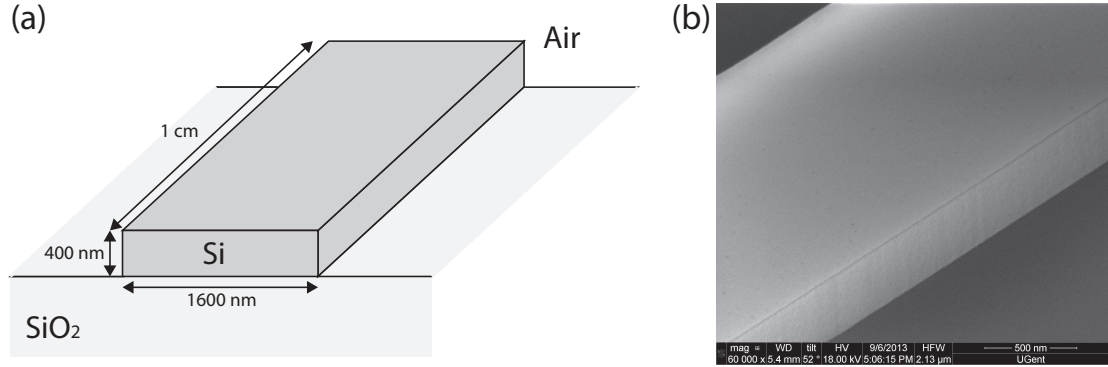 (a)
Air
1 cm
400 nm
Si
1600 nm
SiO₂
(b)
mag WD tilt HV 9/6/2013 HFW 500 nm
60 000 x 5.4 mm 52 ° 18.00 kV 5:06:15 PM 2.13 µm UGent